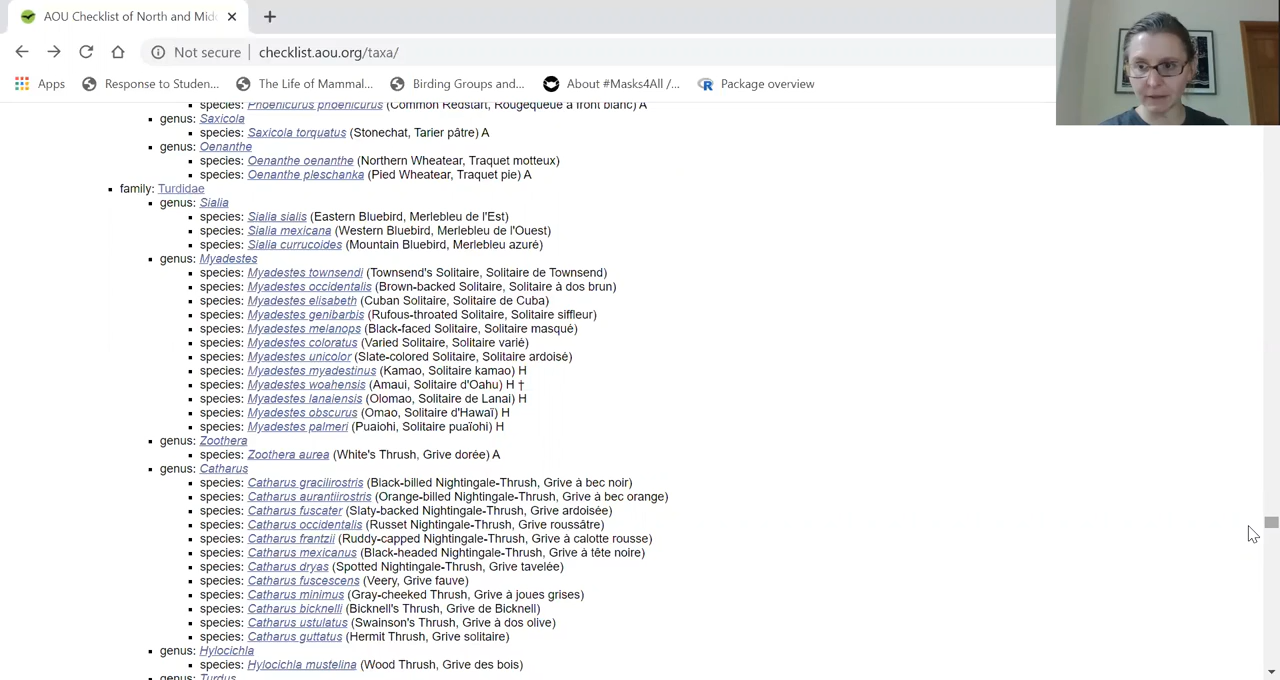 AOU Checklist of North and Mid
Not secure
checklist.aou.org/taxa/
Apps
Response to Studen...
The Life of Mammal...
Birding Groups and...
About #Masks4All /...
Package overview
species: Phoenicurus phoenicurus (Common Redstart, Rougequeue à front blanc) A
genus: Saxicola
species: Saxicola torquatus (Stonechat, Tarier pâtre) A
genus: Oenanthe
species: Oenanthe oenanthe (Northern Wheatear, Traquet motteux)
species: Oenanthe pleschanka (Pied Wheatear, Traquet pie) A
family: Turdidae
genus: Sialia
species: Sialia sialis (Eastern Bluebird, Merlebleu de l'Est)
species: Sialia mexicana (Western Bluebird, Merlebleu de l'Ouest)
species: Sialia currucoides (Mountain Bluebird, Merlebleu azuré)
genus: Myadestes
species: Myadestes townsendi (Townsend's Solitaire, Solitaire de Townsend)
species: Myadestes occidentalis (Brown-backed Solitaire, Solitaire à dos brun)
species: Myadestes elisabeth (Cuban Solitaire, Solitaire de Cuba)
species: Myadestes genibarbis (Rufous-throated Solitaire, Solitaire siffleur)
species: Myadestes melanops (Black-faced Solitaire, Solitaire masqué)
species: Myadestes coloratus (Varied Solitaire, Solitaire varié)
species: Myadestes unicolor (Slate-colored Solitaire, Solitaire ardoisé)
species: Myadestes myadestinus (Kamao, Solitaire kamao) H
species: Myadestes woahensis (Amaui, Solitaire d'Oahu) H †
species: Myadestes lanaiensis (Olomao, Solitaire de Lanai) H
species: Myadestes obscurus (Omao, Solitaire d'Hawaï) H
species: Myadestes palmeri (Puaiohi, Solitaire puaïohi) H
genus: Zoothera
species: Zoothera aurea (White's Thrush, Grive dorée) A
genus: Catharus
species: Catharus gracilirostris (Black-billed Nightingale-Thrush, Grive à bec noir)
species: Catharus aurantiirostris (Orange-billed Nightingale-Thrush, Grive à bec orange)
species: Catharus fuscater (Slaty-backed Nightingale-Thrush, Grive ardoisée)
species: Catharus occidentalis (Russet Nightingale-Thrush, Grive roussâtre)
species: Catharus frantzii (Ruddy-capped Nightingale-Thrush, Grive à calotte rousse)
species: Catharus mexicanus (Black-headed Nightingale-Thrush, Grive à tête noire)
species: Catharus dryas (Spotted Nightingale-Thrush, Grive tavelée)
species: Catharus fuscescens (Veery, Grive fauve)
species: Catharus minimus (Gray-cheeked Thrush, Grive à joues grises)
species: Catharus bicknelli (Bicknell's Thrush, Grive de Bicknell)
species: Catharus ustulatus (Swainson's Thrush, Grive à dos olive)
species: Catharus guttatus (Hermit Thrush, Grive solitaire)
genus: Hylocichla
species: Hylocichla mustelina (Wood Thrush, Grive des bois)
genus: Turdus